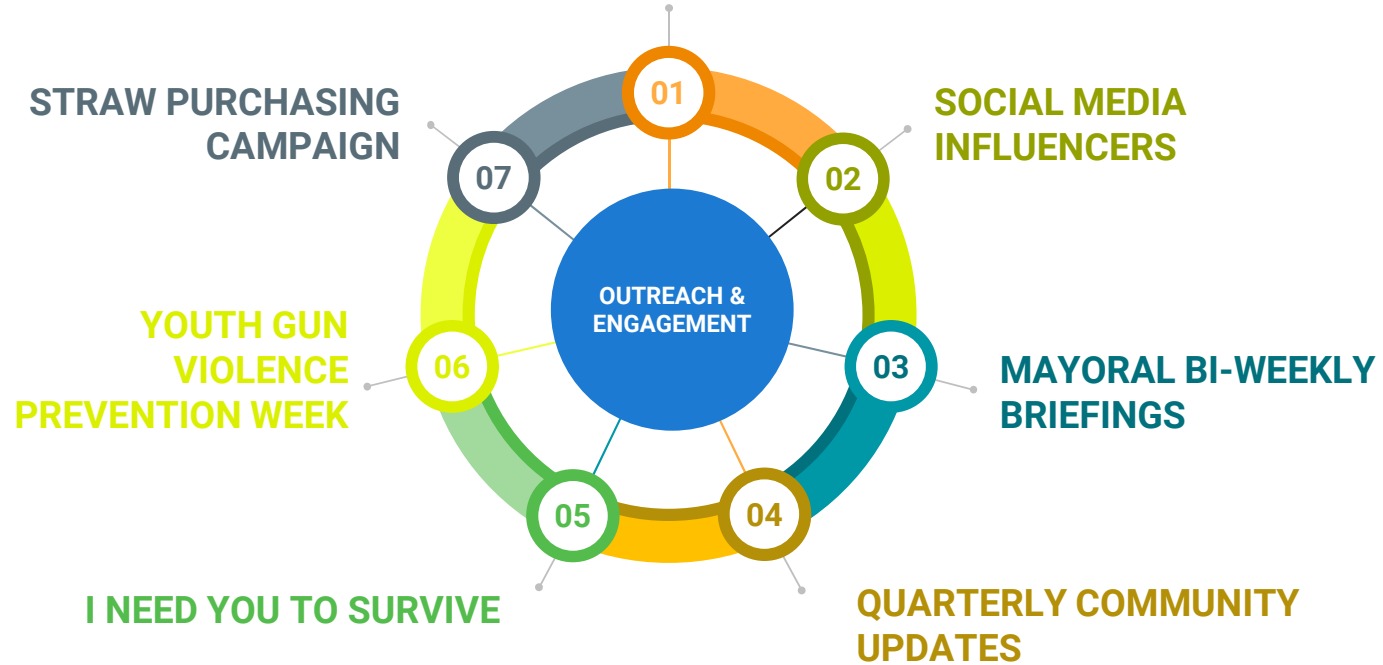 01
SOCIAL MEDIA
INFLUENCERS
02
MAYORAL BI-WEEKLY
BRIEFINGS
03
QUARTERLY COMMUNITY
UPDATES
04
I NEED YOU TO SURVIVE
05
YOUTH GUN
VIOLENCE
PREVENTION WEEK
06
STRAW PURCHASING
CAMPAIGN
07
OUTREACH &
ENGAGEMENT